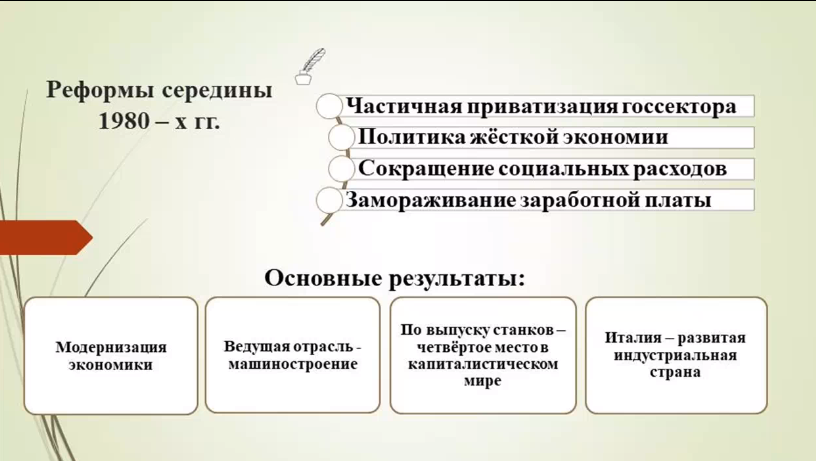 Реформы середины
1980 – х гг.
Частичная приватизация госсектора
Политика жёсткой экономии
Сокращение социальных расходов
Замораживание заработной платы
Основные результаты:
Модернизация
экономики
Ведущая отрасль -
машиностроение
По выпуску станков –
четвёртое место в
капиталистическом
мире
Италия – развитая
индустриальная
страна